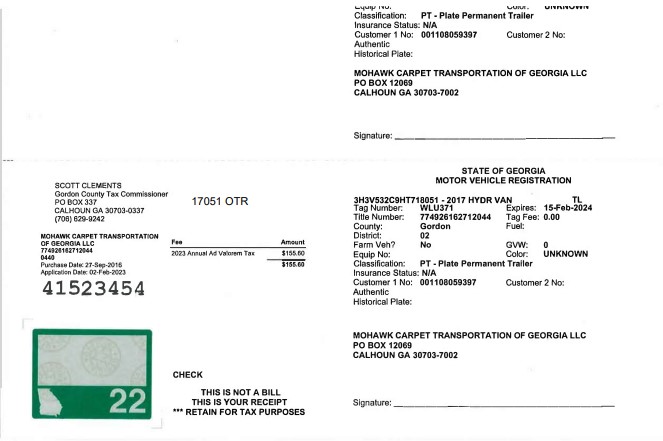 Equip No: Color: UNKNOWN
Classification: PT - Plate Permanent Trailer
Insurance Status: N/A
Customer 1 No: 001108059397 Customer 2 No:
Authentic
Historical Plate:
MOHAWK CARPET TRANSPORTATION OF GEORGIA LLC
PO BOX 12069
CALHOUN GA 30703-7002
Signature:
SCOTT CLEMENTS
Gordon County Tax Commissioner
PO BOX 337
CALHOUN GA 30703-0337
(706) 629-9242
17051 OTR
MOHAWK CARPET TRANSPORTATION
OF GEORGIA LLC
774926162712044
0440
Purchase Date: 27-Sep-2016
Application Date: 02-Feb-2023
41523454
Fee Amount
2023 Annual Ad Valorem Tax $155.60
$155.60
22
CHECK
THIS IS NOT A BILL
THIS IS YOUR RECEIPT
*** RETAIN FOR TAX PURPOSES
STATE OF GEORGIA
MOTOR VEHICLE REGISTRATION
3H3V532C9HT718051 - 2017 HYDR VAN TL
Tag Number: WLU371 Expires: 15-Feb-2024
Title Number: 774926162712044 Tag Fee: 0.00
County: Gordon Fuel:
District: 02
Farm Veh? No GVW: 0
Equip No: Color: UNKNOWN
Classification: PT - Plate Permanent Trailer
Insurance Status: N/A
Customer 1 No: 001108059397 Customer 2 No:
Authentic
Historical Plate:
MOHAWK CARPET TRANSPORTATION OF GEORGIA LLC
PO BOX 12069
CALHOUN GA 30703-7002
Signature: